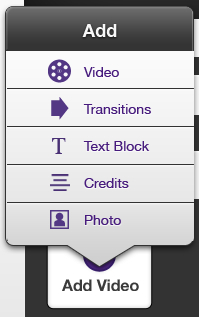 Add
Video
Transitions
Text Block
Credits
Photo
Add Video